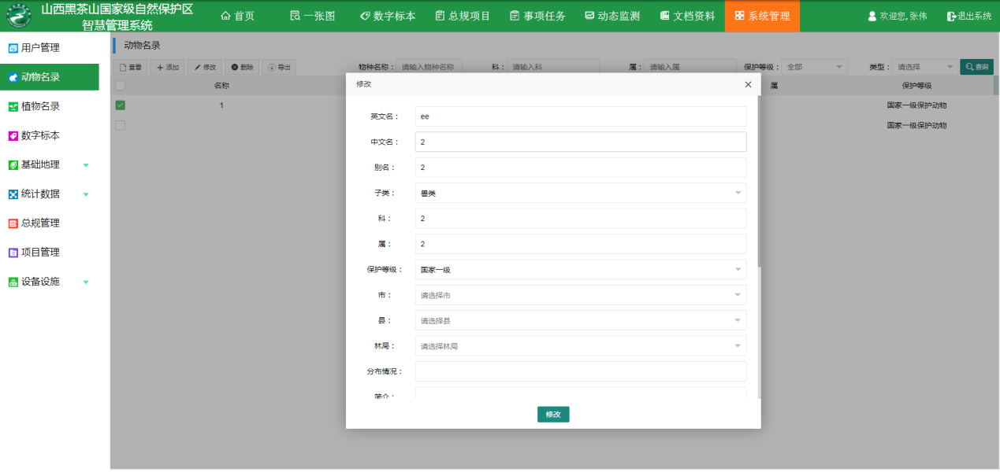 山西黑茶山国家级自然保护区
智慧管理系统
首页
一张图
数字标本
总规项目
事项任务
动态监测
文档资料
系统管理
欢迎您,张伟
退出系统
用户管理
动物名录
植物名录
数字标本
基础地理
统计数据
总规管理
项目管理
设备设施
动物名录
查看
添加
修改
删除
导出
物种名称： 请输入物种名称
科： 请输入科
属： 请输入属
保护等级： 全部
类型： 请选择
查询
名称
属
保护等级
1
国家一级保护动物
国家一级保护动物
修改
英文名： ee
中文名： 2
别名： 2
子类： 兽类
科： 2
属： 2
保护等级： 国家一级
市： 请选择市
县： 请选择县
林局： 请选择林局
分布情况：
简介：
修改